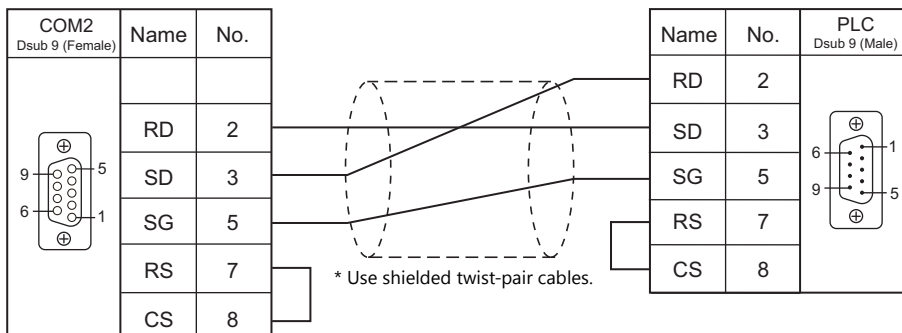 COM2
Dsub 9 (Female)
Name No.
RD 2
SD 3
SG 5
RS 7
CS 8
9
6
5
1
* Use shielded twist-pair cables.
Name No.
RD 2
SD 3
SG 5
RS 7
CS 8
PLC
Dsub 9 (Male)
6
9
1
5